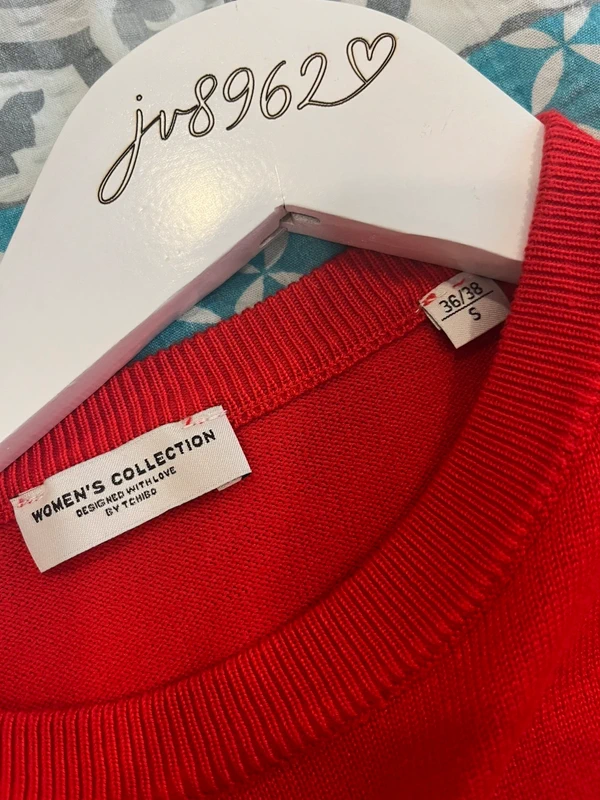 jv8962♡
36/38
S
WOMEN'S COLLECTION
DESIGNED WITH LOVE
BY TCHIBO